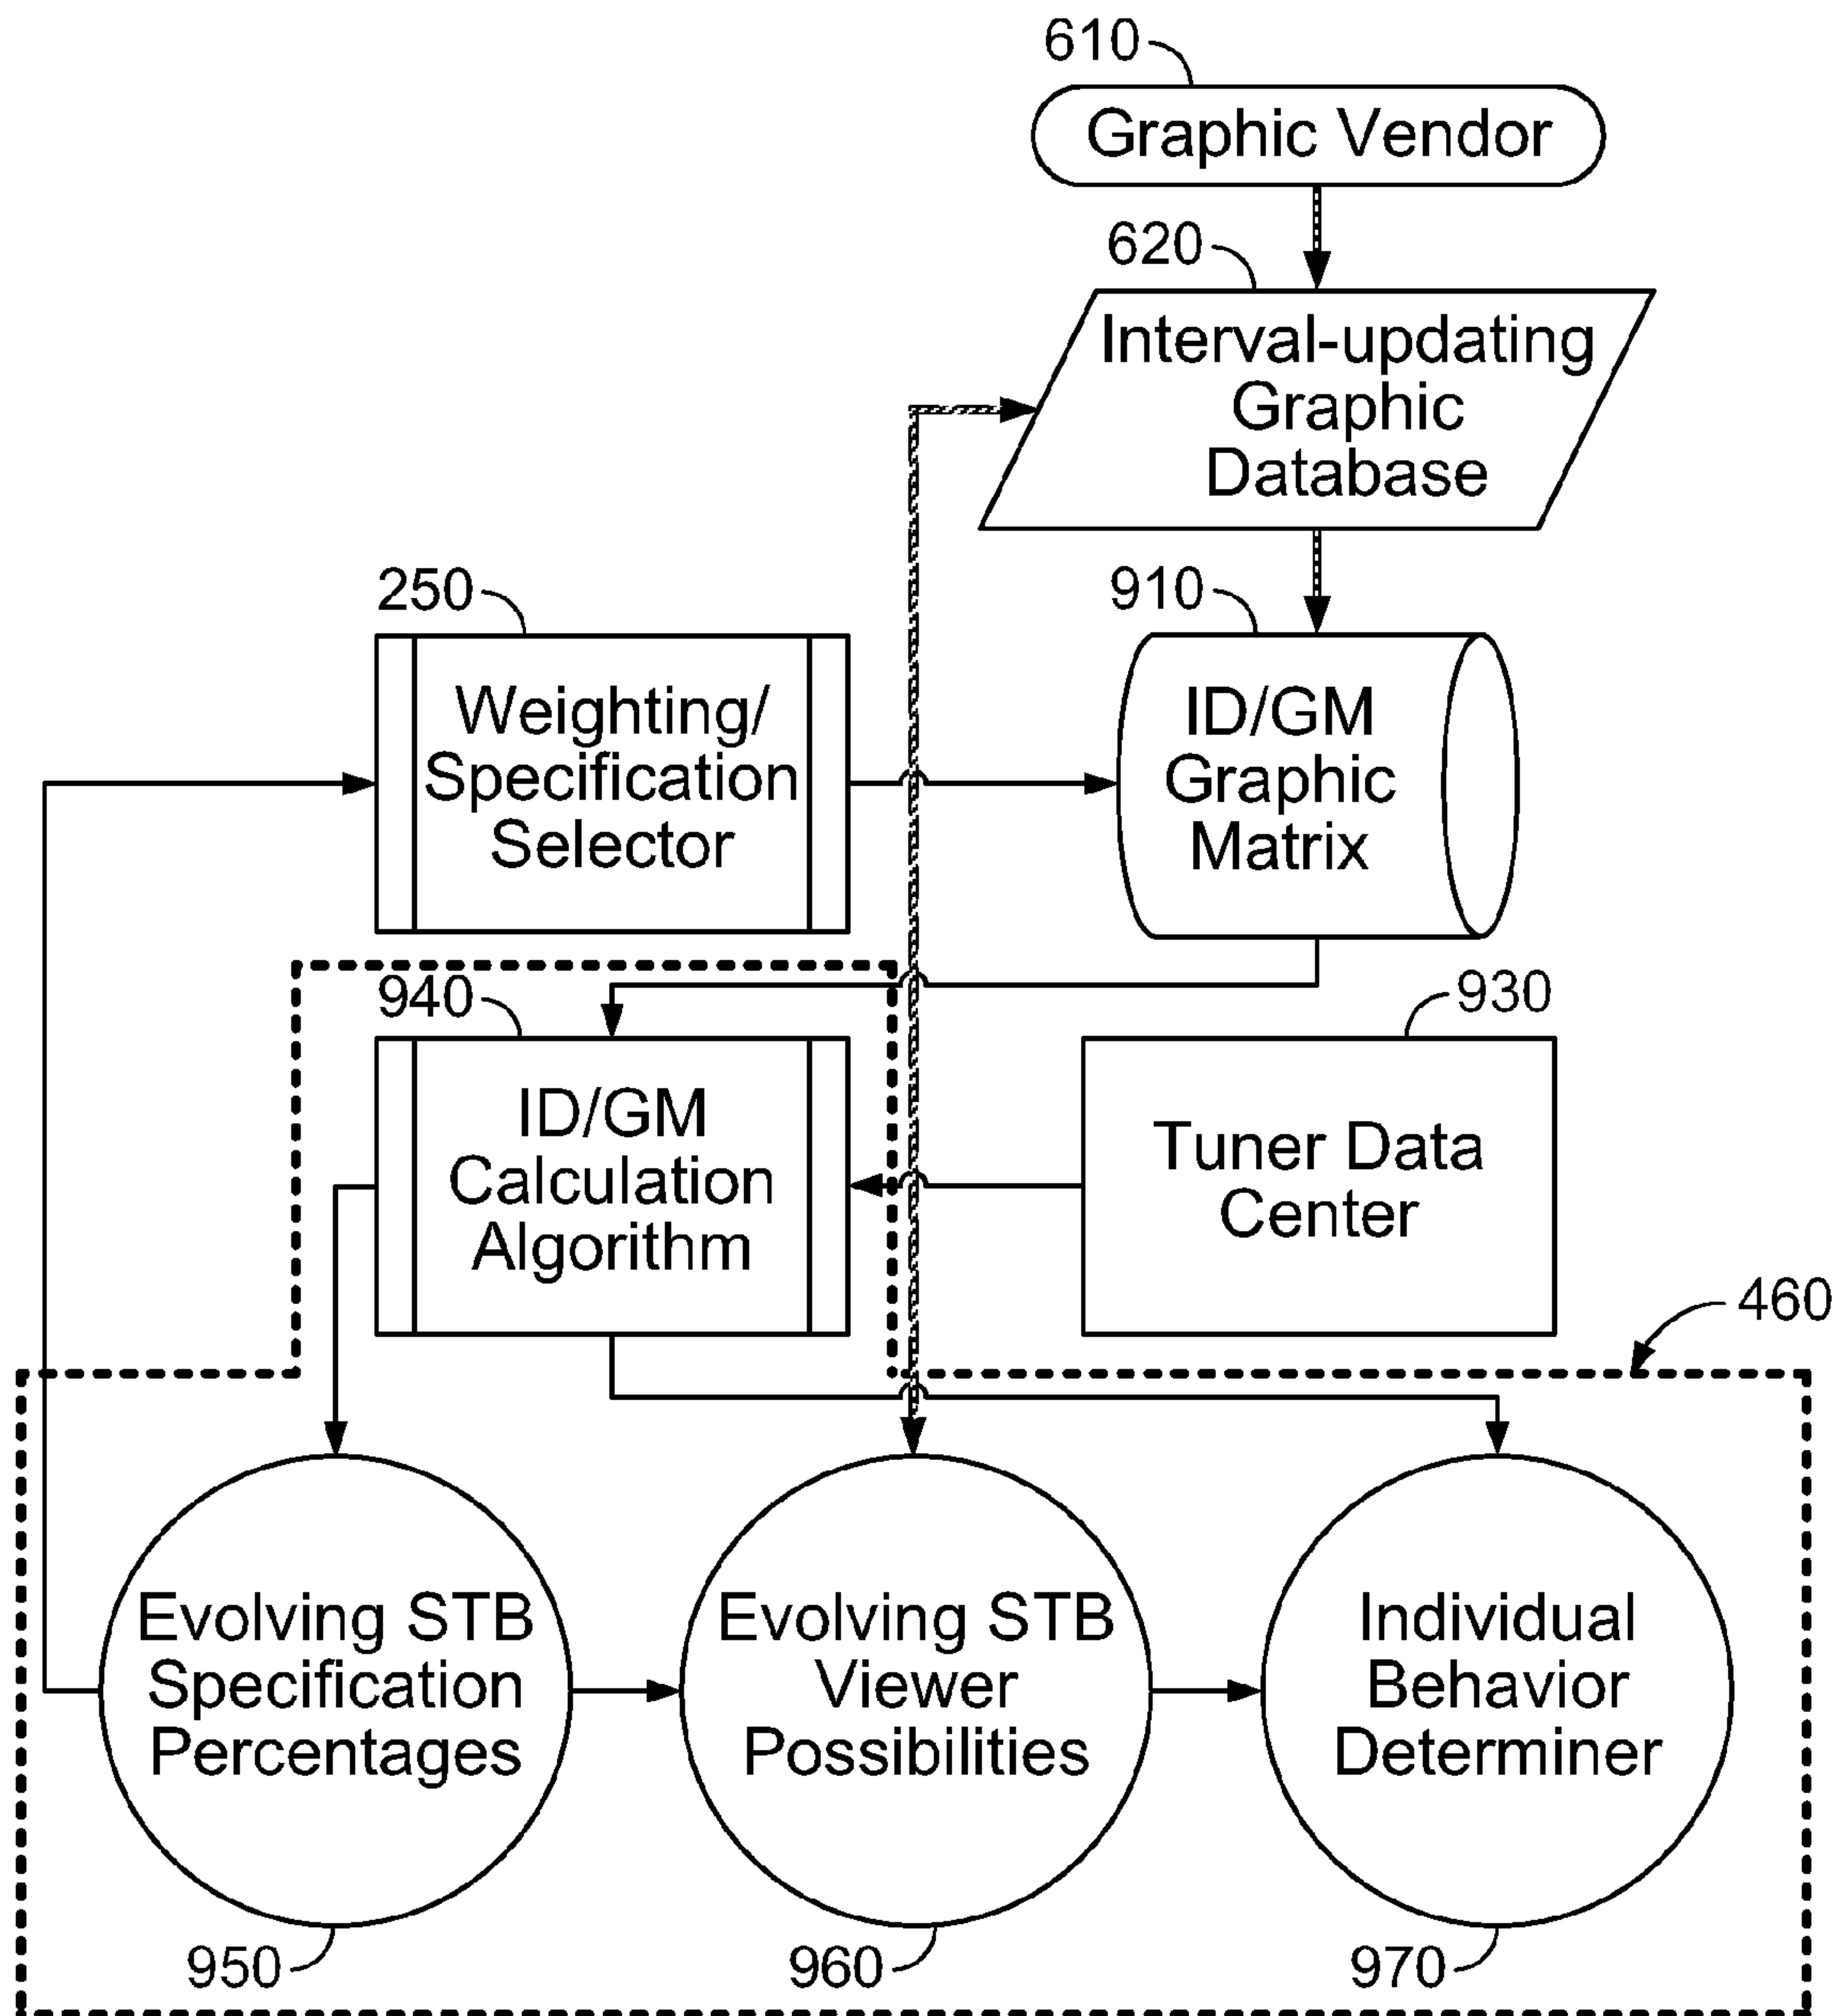 610
Graphic Vendor
620
Interval-updating
Graphic
Database
250
910
Weighting/
Specification
Selector
ID/GM
Graphic
Matrix
940
930
ID/GM
Calculation
Algorithm
Tuner Data
Center
460
Evolving STB
Specification
Percentages
Evolving STB
Viewer
Possibilities
Individual
Behavior
Determiner
950
960
970